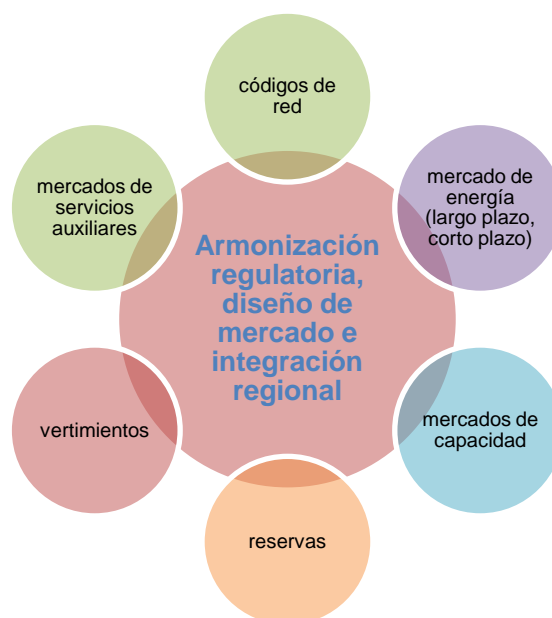 códigos de
red
mercados de
servicios
auxiliares
mercado de
energía
(largo plazo,
corto plazo)
Armonización
regulatoria,
diseño de
mercado e
integración
regional
vertimientos
mercados de
capacidad
reservas